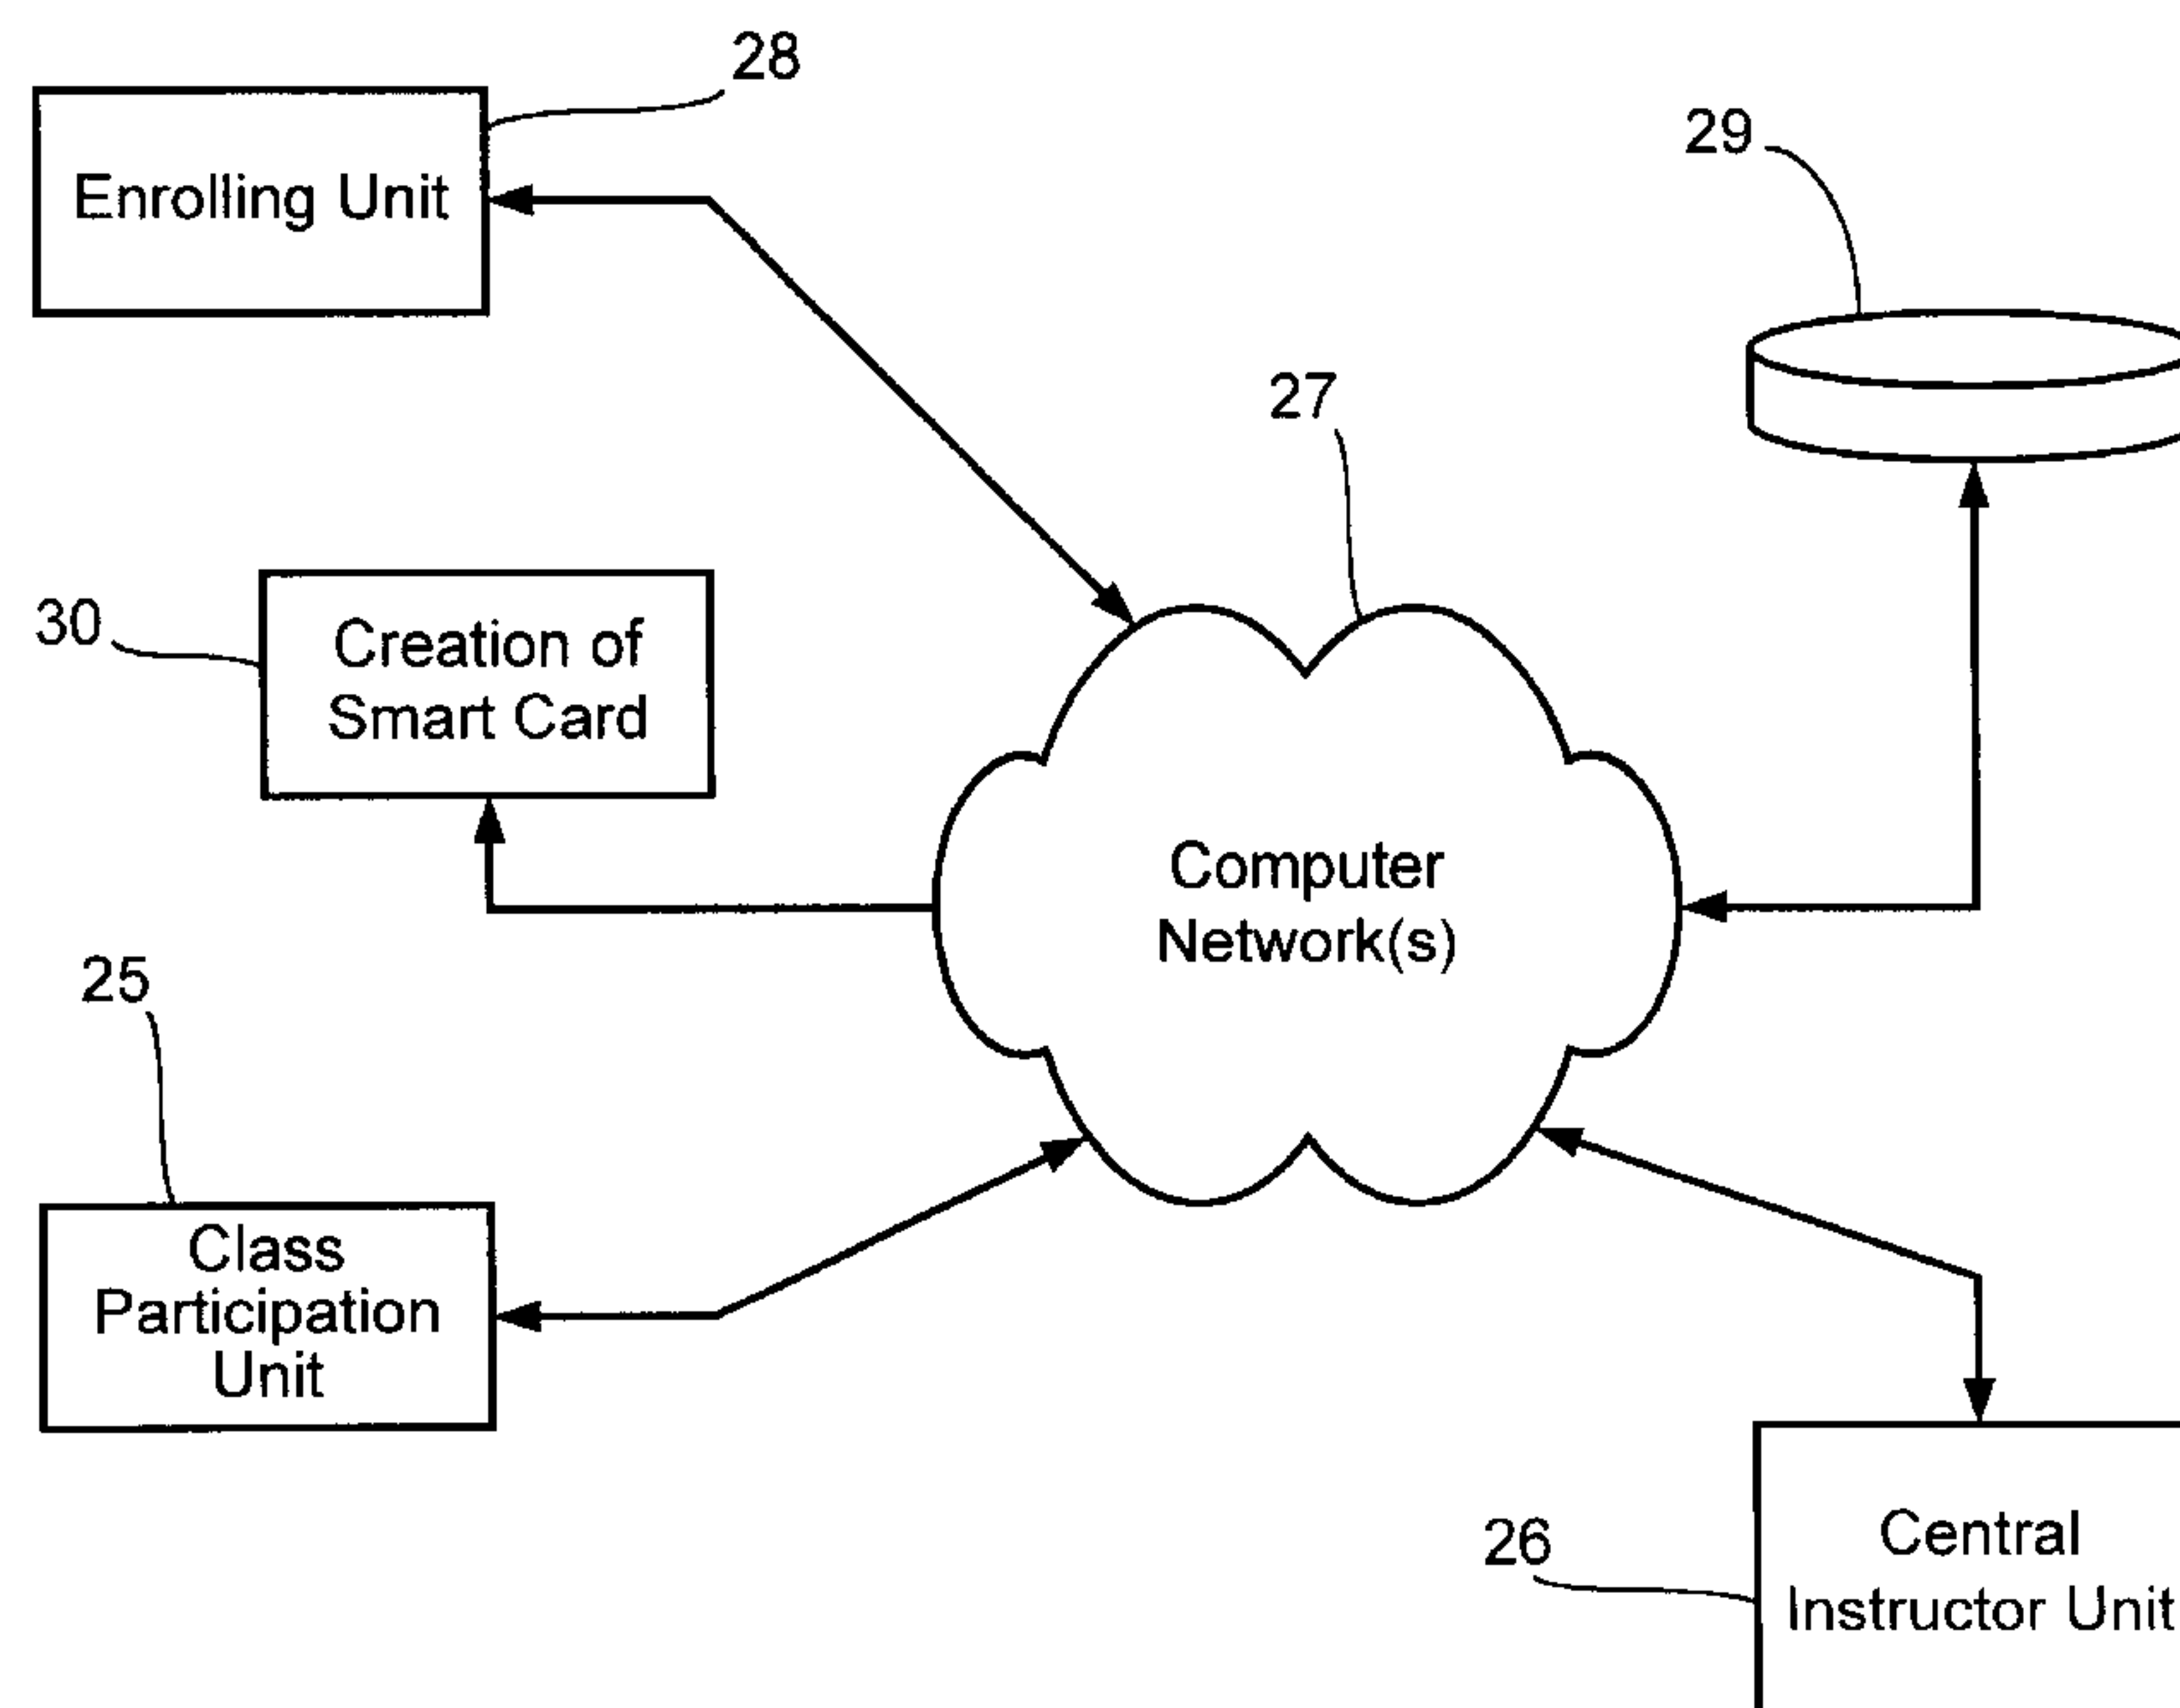 28
Enrolling Unit
29
27
30
Creation of
Smart Card
Computer
Network(s)
25
Class
Participation
Unit
26
Central
Instructor Unit